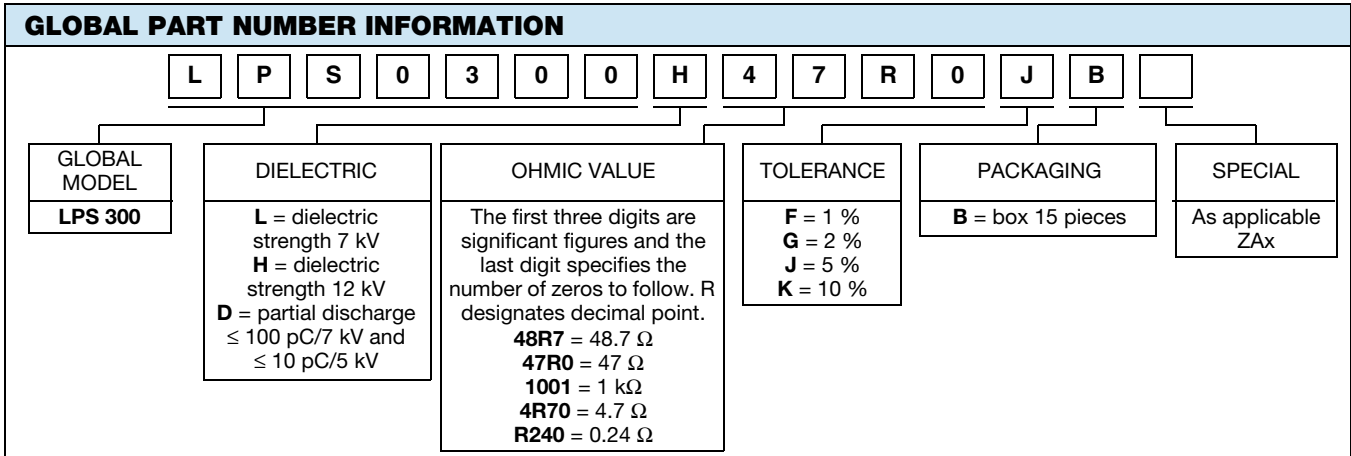 GLOBAL PART NUMBER INFORMATION
L P S 0 3 0 0 H 4 7 R 0 J B
GLOBAL
MODEL
LPS 300
DIELECTRIC
L = dielectric
strength 7 kV
H = dielectric
strength 12 kV
D = partial discharge
≤ 100 pC/7 kV and
≤ 10 pC/5 kV
OHMIC VALUE
The first three digits are
significant figures and the
last digit specifies the
number of zeros to follow. R
designates decimal point.
48R7 = 48.7 Ω
47R0 = 47 Ω
1001 = 1 kΩ
4R70 = 4.7 Ω
R240 = 0.24 Ω
TOLERANCE
F = 1 %
G = 2 %
J = 5 %
K = 10 %
PACKAGING
B = box 15 pieces
SPECIAL
As applicable
ZAx